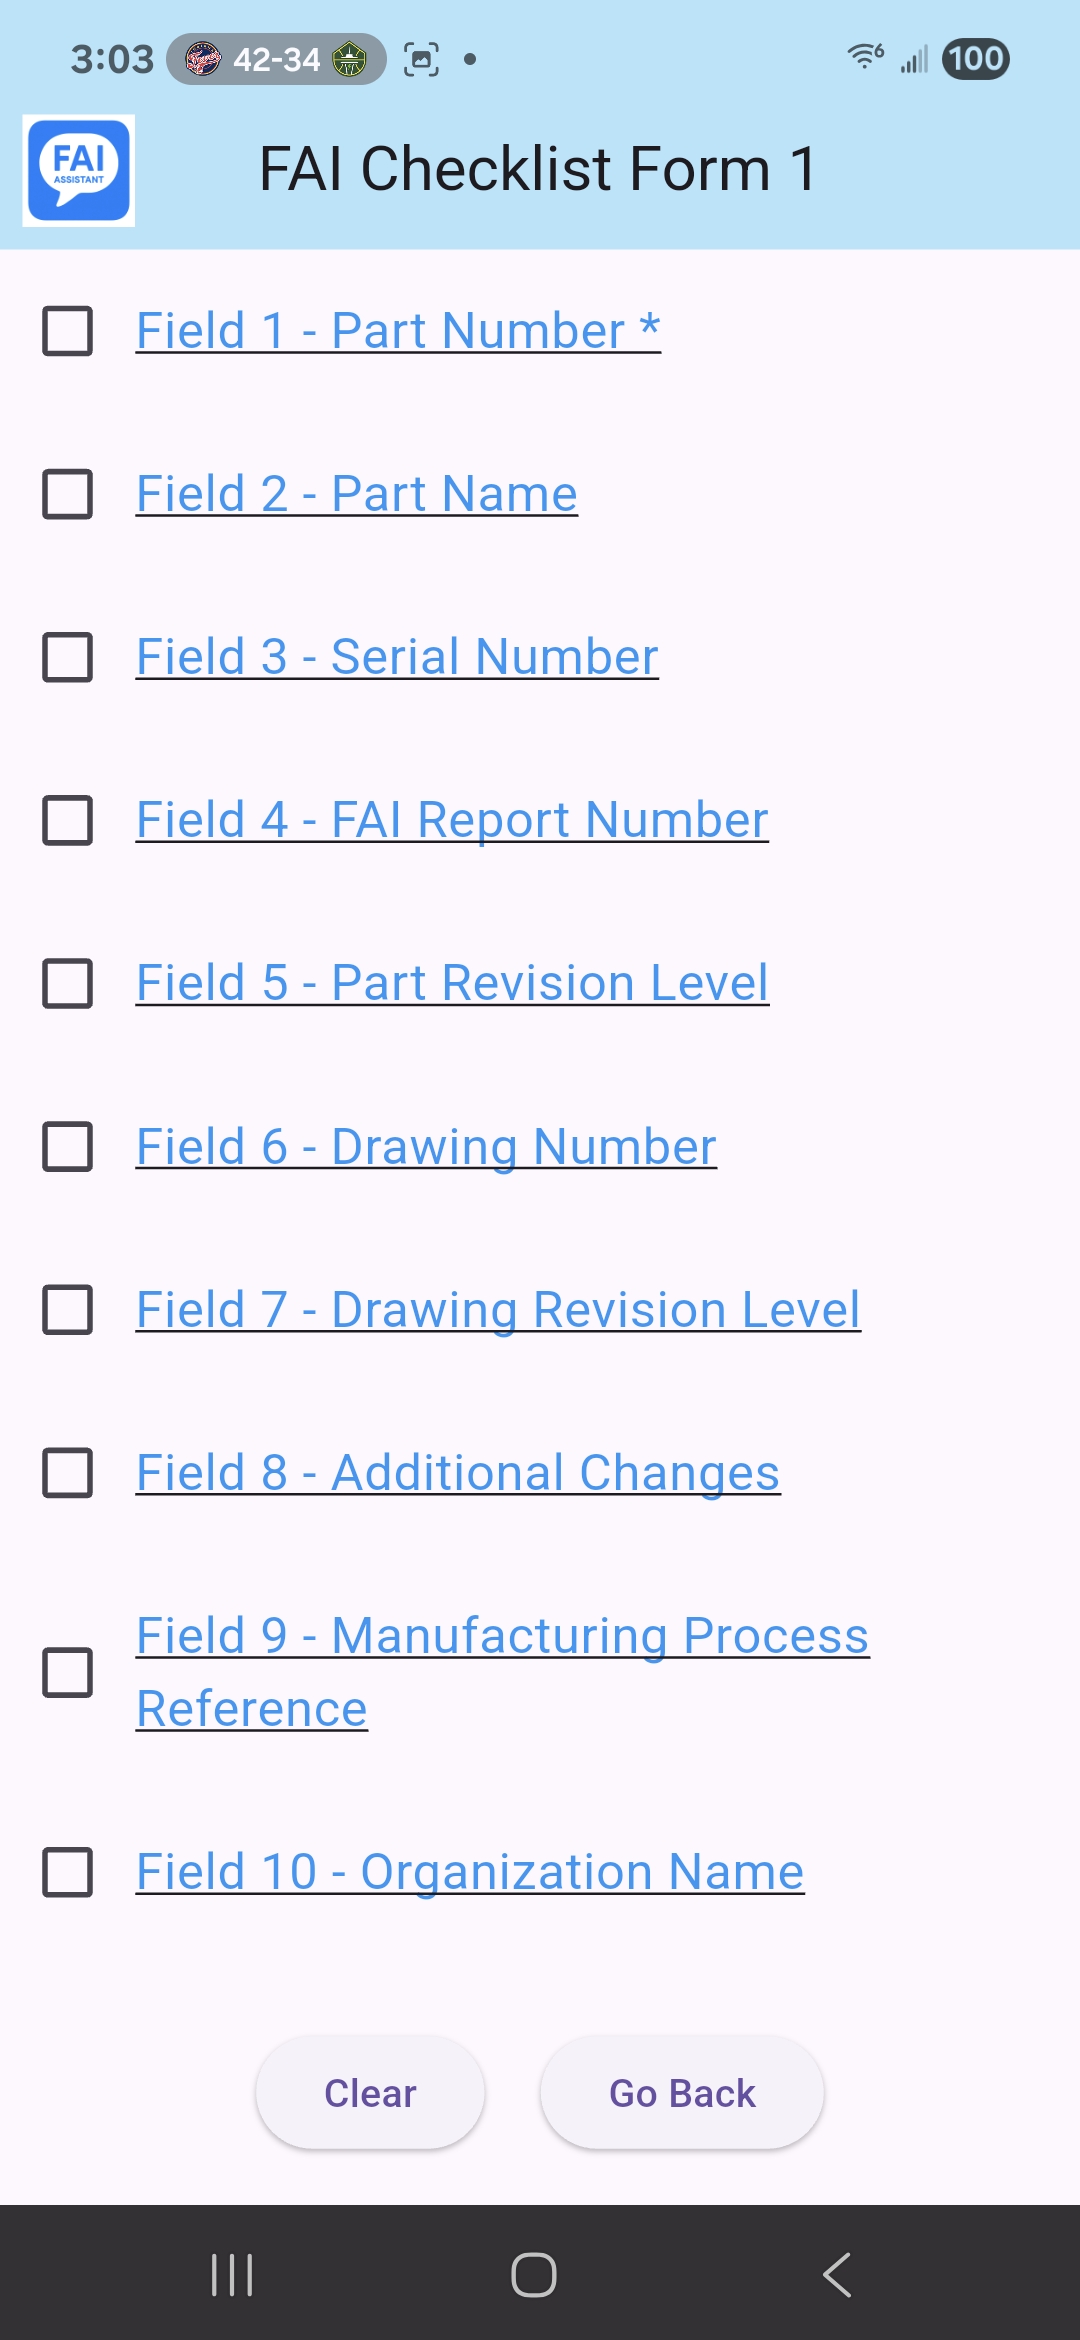 3:03 42-34 6 100
FAI
ASSISTANT
FAI Checklist Form 1
Field 1 - Part Number *
Field 2 - Part Name
Field 3 - Serial Number
Field 4 - FAI Report Number
Field 5 - Part Revision Level
Field 6 - Drawing Number
Field 7 - Drawing Revision Level
Field 8 - Additional Changes
Field 9 - Manufacturing Process
Reference
Field 10 - Organization Name
Clear Go Back